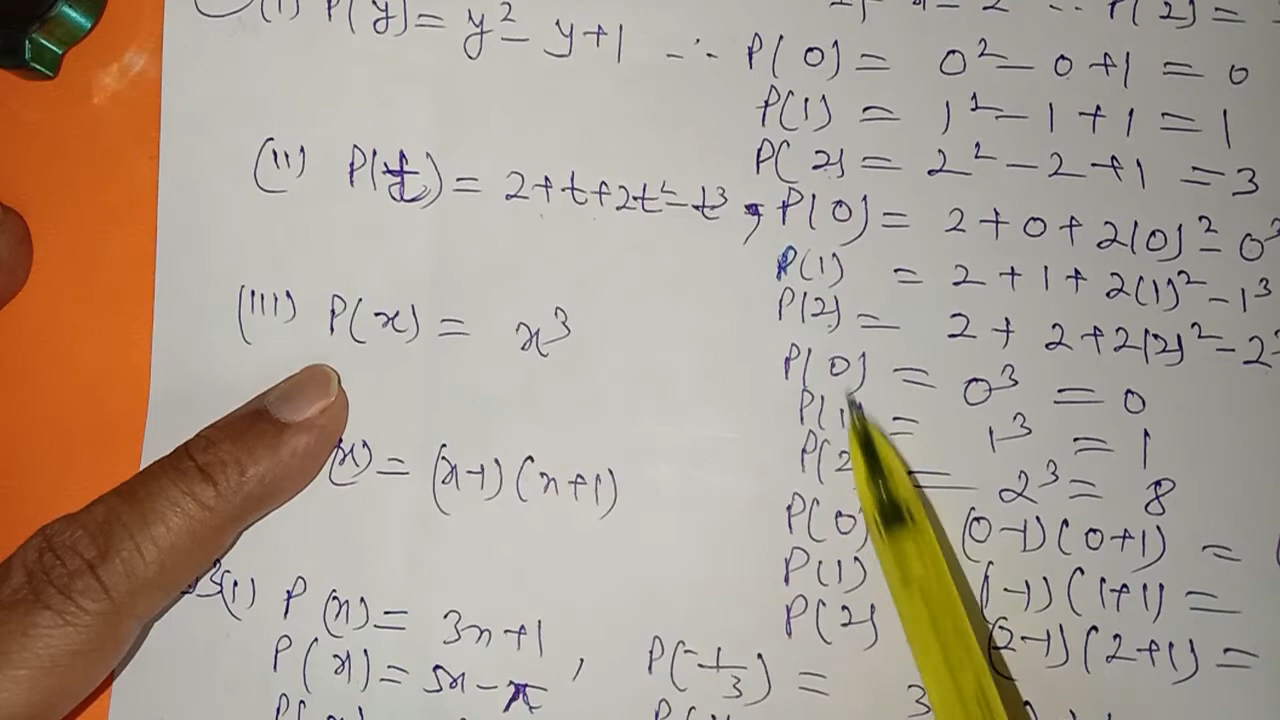 (i) P(y) = y² - y + 1 ∴ P(0) = 0² - 0 + 1 = 0
P(1) = 1² - 1 + 1 = 1
P(2) = 2² - 2 + 1 = 3
(ii) P(t) = 2 + t + 2t² - t³, P(0) = 2 + 0 + 2(0)² - 0³
P(1) = 2 + 1 + 2(1)² - 1³
P(2) = 2 + 2 + 2(2)² - 2
(iii) P(x) = x³
P(0) = 0³ = 0
P(1 = 1³ = 1
P(2 = 2³ = 8
(x) = (x-1)(x+1)
P(0) (0-1)(0+1) =
P(1) (1-1)(1+1) =
P(2) (2-1)(2+1) =
3(i) P(x) = 3x+1
P(x) = 5x - π, P(-1/3) = 3